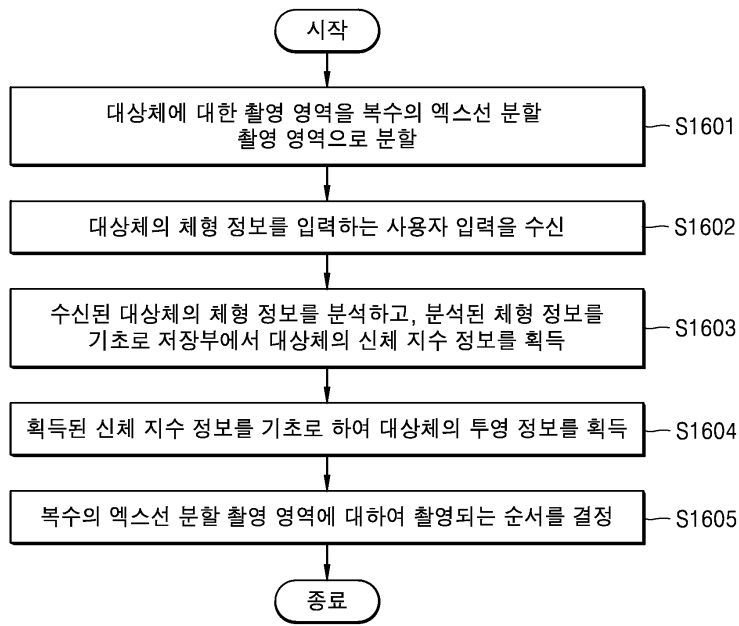 시작
대상체에 대한 촬영 영역을 복수의 엑스선 분할
촬영 영역으로 분할
S1601
대상체의 체형 정보를 입력하는 사용자 입력을 수신
S1602
수신된 대상체의 체형 정보를 분석하고, 분석된 체형 정보를
기초로 저장부에서 대상체의 신체 지수 정보를 획득
S1603
획득된 신체 지수 정보를 기초로 하여 대상체의 투영 정보를 획득
S1604
복수의 엑스선 분할 촬영 영역에 대하여 촬영되는 순서를 결정
S1605
종료